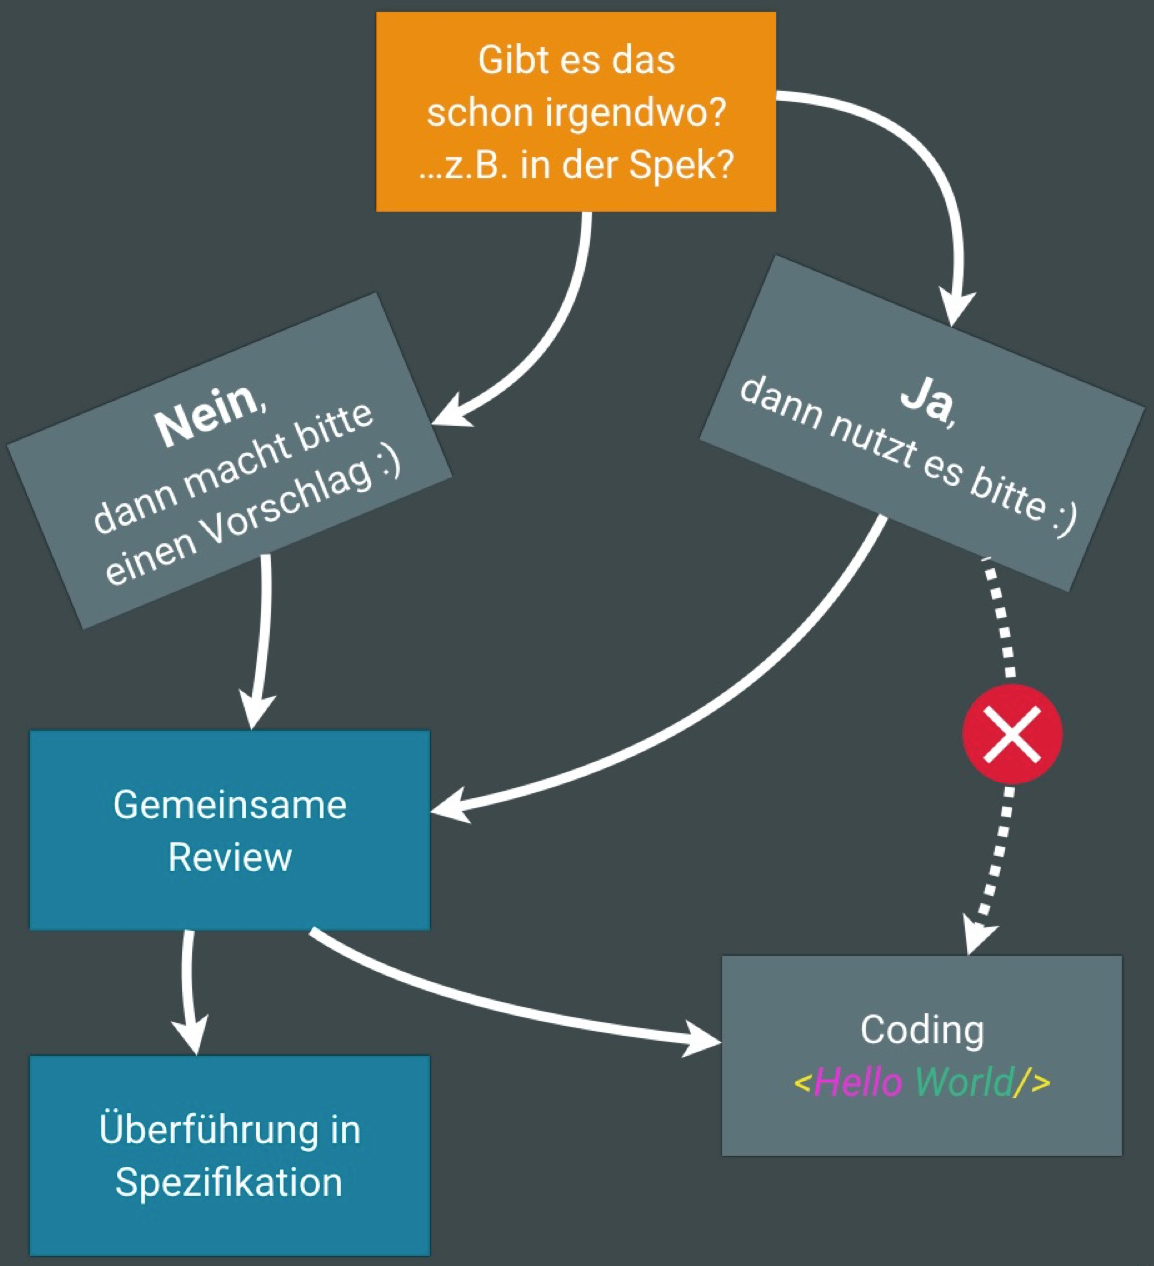 Gibt es das
schon irgendwo?
...z.B. in der Spek?
Nein,
dann macht bitte
einen Vorschlag :)
Ja,
dann nutzt es bitte :)
Gemeinsame
Review
Coding
<Hello World/>
Überführung in
Spezifikation